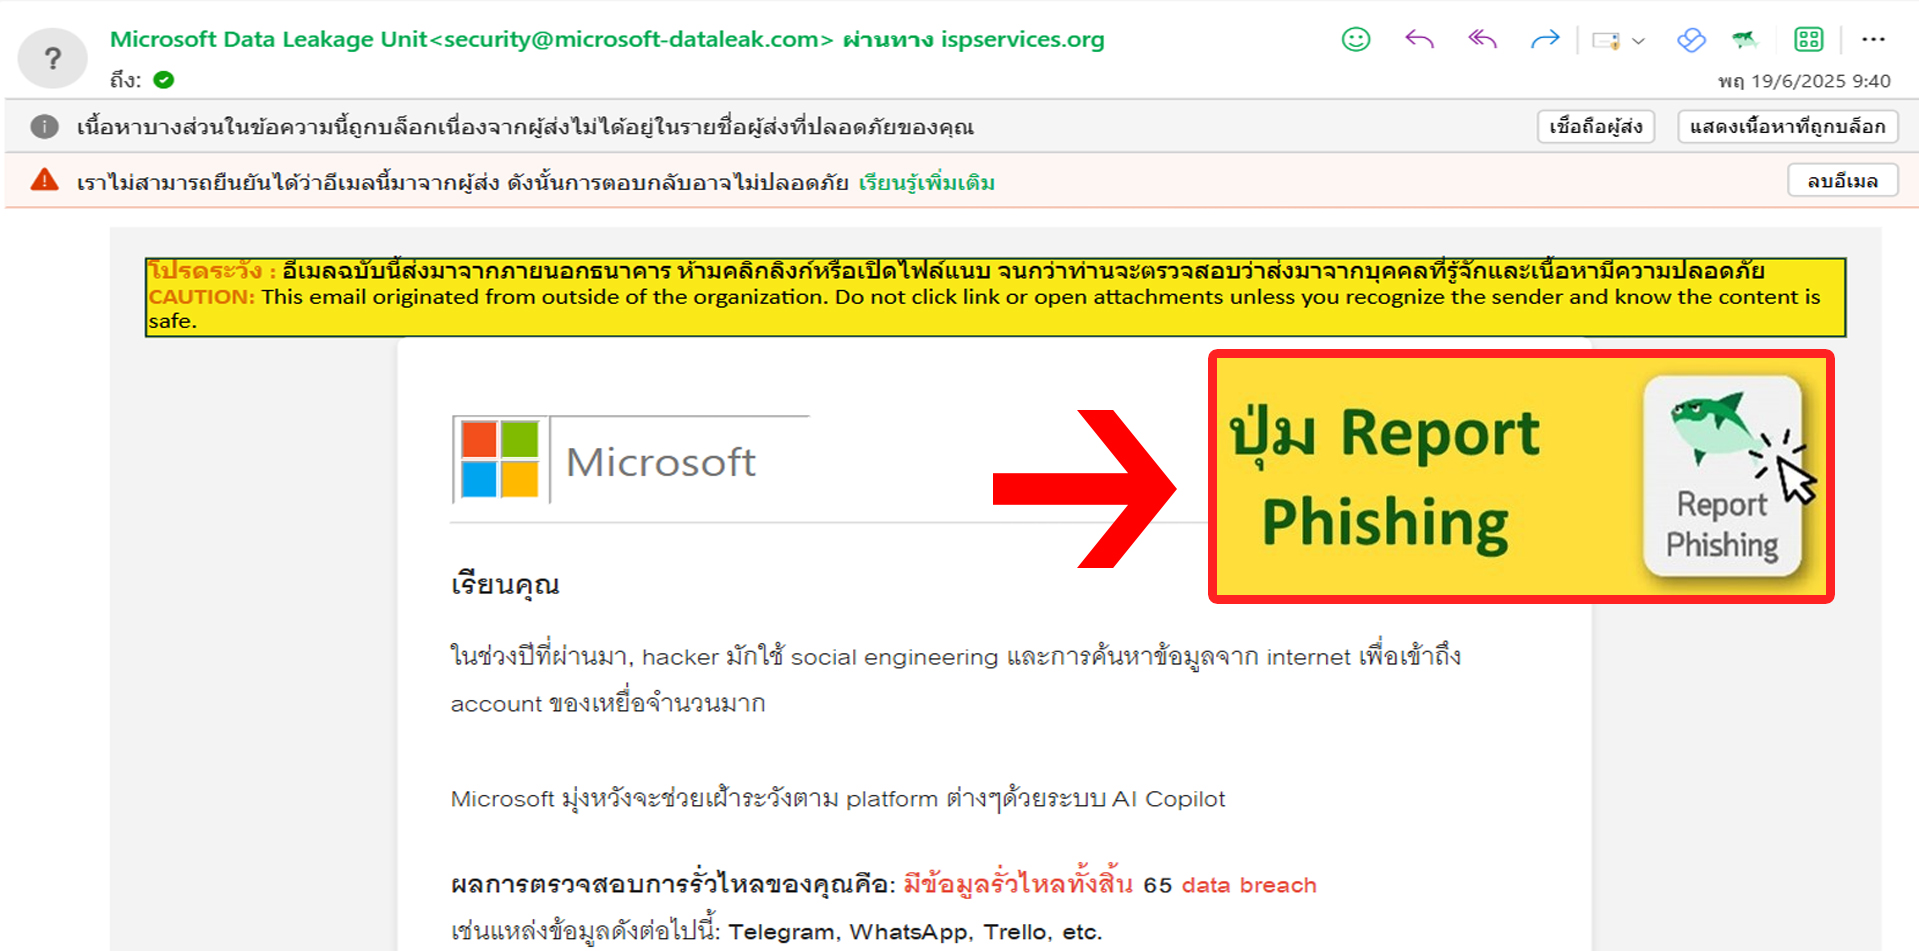 ?
Microsoft Data Leakage Unit<security@microsoft-dataleak.com> ผ่านทาง ispservices.org
ถึง:
พฤ 19/6/2025 9:40
เนื้อหาบางส่วนในข้อความนี้ถูกบล็อกเนื่องจากผู้ส่งไม่ได้อยู่ในรายชื่อผู้ส่งที่ปลอดภัยของคุณ
เชื่อถือผู้ส่ง
แสดงเนื้อหาที่ถูกบล็อก
เราไม่สามารถยืนยันได้ว่าอีเมลนี้มาจากผู้ส่ง ดังนั้นการตอบกลับอาจไม่ปลอดภัย เรียนรู้เพิ่มเติม
ลบอีเมล
โปรดระวัง : อีเมลฉบับนี้ส่งมาจากภายนอกธนาคาร ห้ามคลิกลิงก์หรือเปิดไฟล์แนบ จนกว่าท่านจะตรวจสอบว่าส่งมาจากบุคคลที่รู้จักและเนื้อหามีความปลอดภัย
CAUTION: This email originated from outside of the organization. Do not click link or open attachments unless you recognize the sender and know the content is
safe.
Microsoft
ปุ่ม Report
Phishing
Report
Phishing
เรียนคุณ
ในช่วงปีที่ผ่านมา, hacker มักใช้ social engineering และการค้นหาข้อมูลจาก internet เพื่อเข้าถึง
account ของเหยื่อจำนวนมาก
Microsoft มุ่งหวังจะช่วยเฝ้าระวังตาม platform ต่างๆด้วยระบบ AI Copilot
ผลการตรวจสอบการรั่วไหลของคุณคือ: มีข้อมูลรั่วไหลทั้งสิ้น 65 data breach
เช่นแหล่งข้อมูลดังต่อไปนี้: Telegram, WhatsApp, Trello, etc.